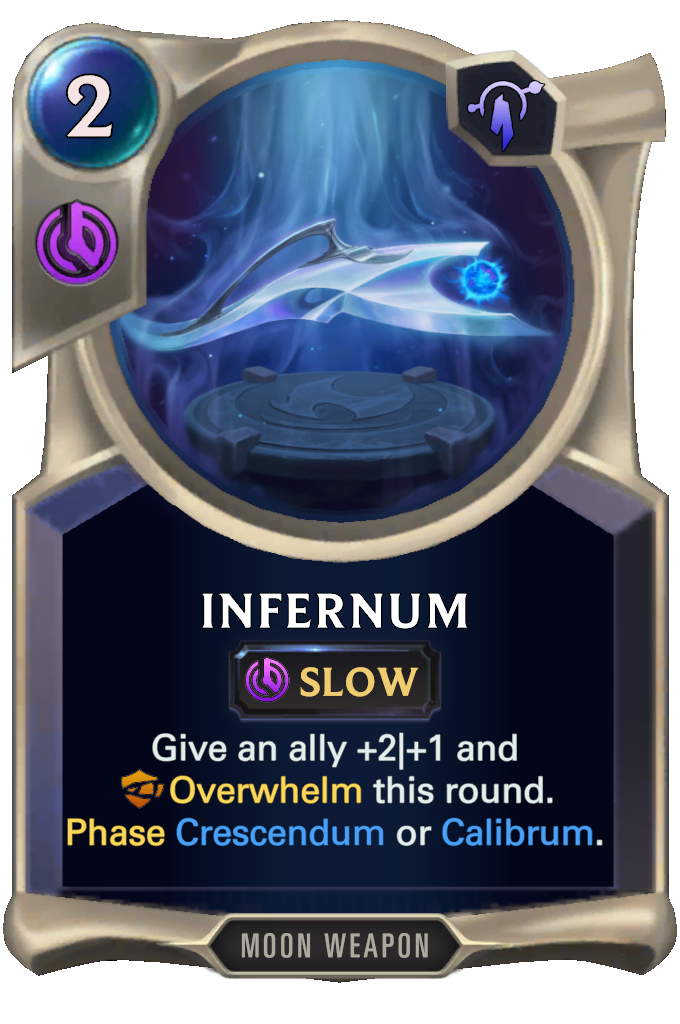 2
INFERNUM
SLOW
Give an ally +2|+1 and
Overwhelm this round.
Phase Crescendum or Calibrum.
MOON WEAPON